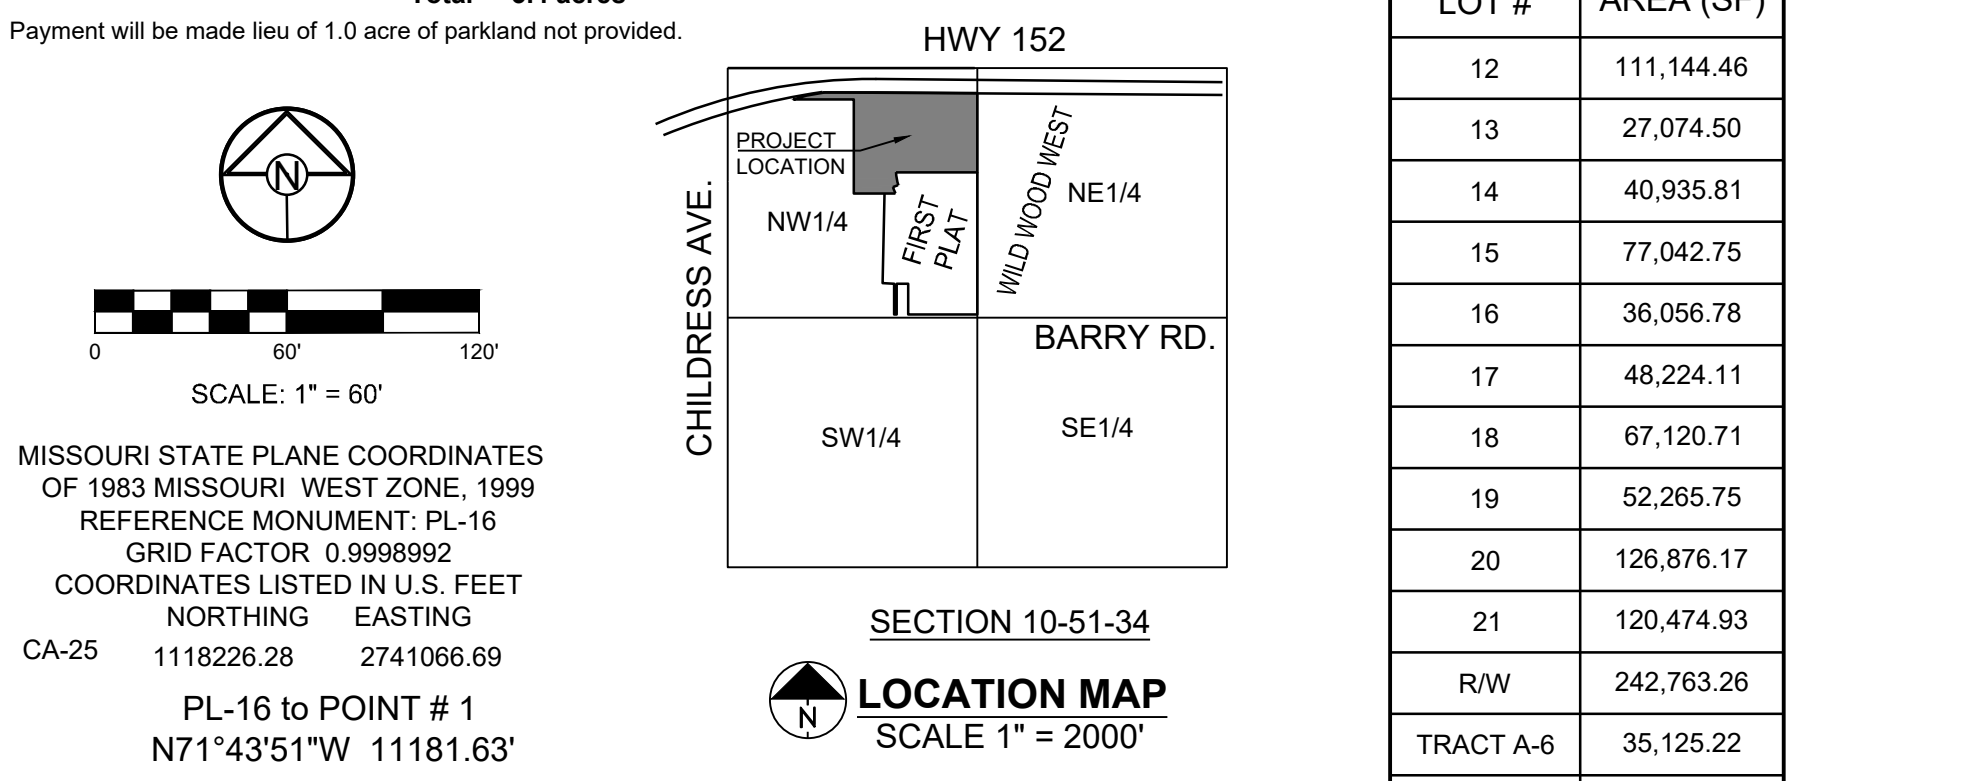 Payment will be made lieu of 1.0 acre of parkland not provided.
N
0 60' 120'
SCALE: 1" = 60'
MISSOURI STATE PLANE COORDINATES
OF 1983 MISSOURI WEST ZONE, 1999
REFERENCE MONUMENT: PL-16
GRID FACTOR 0.9998992
COORDINATES LISTED IN U.S. FEET
NORTHING EASTING
CA-25 1118226.28 2741066.69
PL-16 to POINT # 1
N71°43'51"W 11181.63'
HWY 152
PROJECT
LOCATION
NW1/4
FIRST
PLAT
WILD WOOD WEST
NE1/4
CHILDRESS AVE.
BARRY RD.
SW1/4
SE1/4
SECTION 10-51-34
N
LOCATION MAP
SCALE 1" = 2000'
LOT # AREA (SF)
12 111,144.46
13 27,074.50
14 40,935.81
15 77,042.75
16 36,056.78
17 48,224.11
18 67,120.71
19 52,265.75
20 126,876.17
21 120,474.93
R/W 242,763.26
TRACT A-6 35,125.22